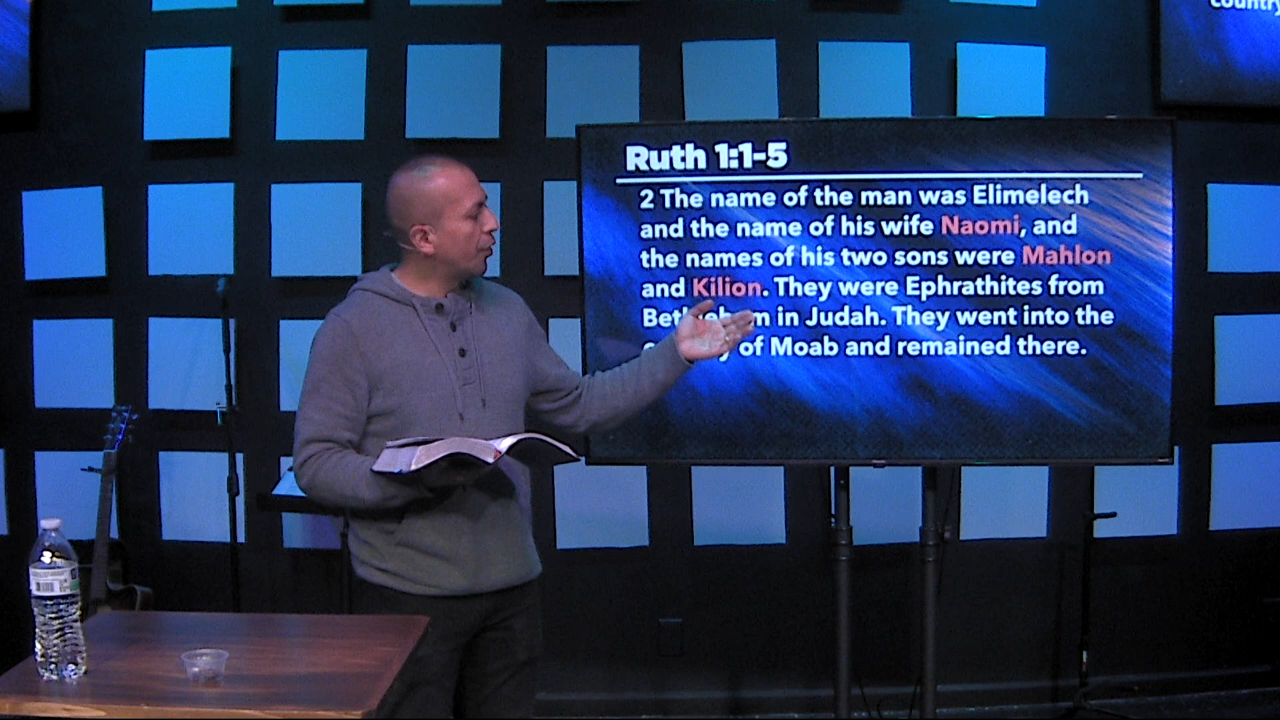 country
Ruth 1:1-5
2 The name of the man was Elimelech
and the name of his wife Naomi, and
the names of his two sons were Mahlon
and Kilion. They were Ephrathites from
in Judah. They went into the
of Moab and remained there.